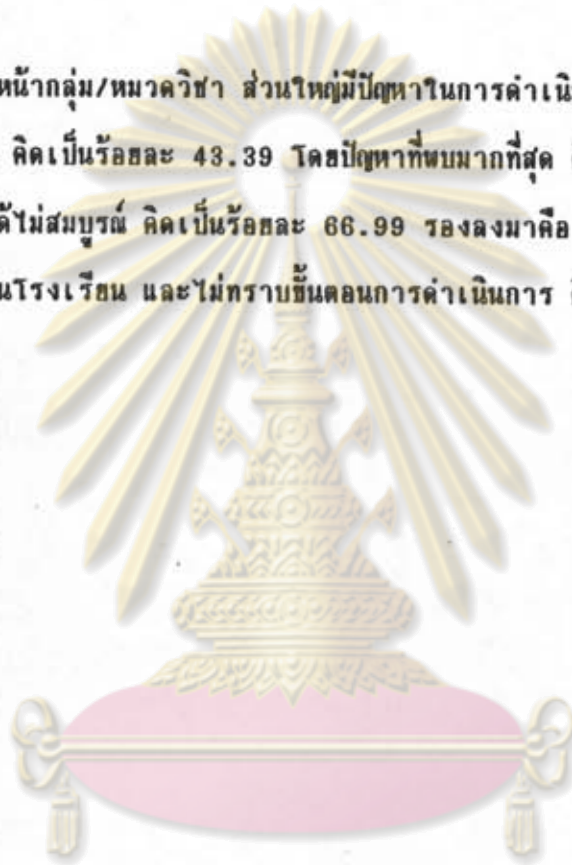 หน้ากลุ่ม/หมวดวิชา ส่วนใหญ่มีปัญหาในการดำเนิ
คิดเป็นร้อยละ 43.39 โดยปัญหาที่พบมากที่สุด
ด้ไม่สมบูรณ์ คิดเป็นร้อยละ 66.99 รองลงมาคือ
นโรงเรียน และไม่ทราบขั้นตอนการดำเนินการ